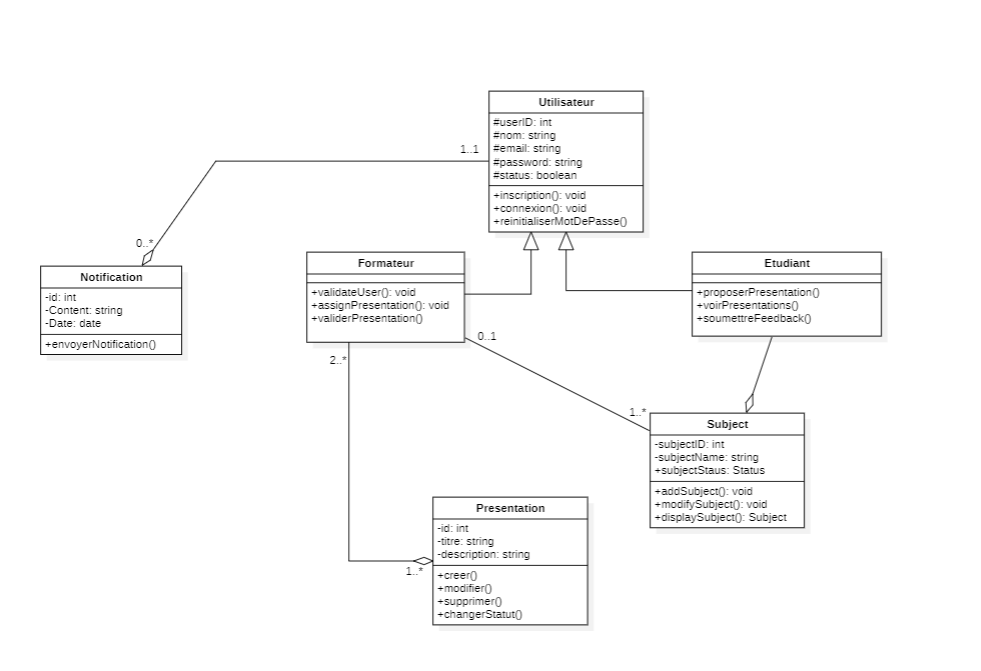 Utilisateur
#userID: int
#nom: string
#email: string
#password: string
#status: boolean
+inscription(): void
+connexion(): void
+reinitialiserMotDePasse()
1..1
0..*
Notification
-id: int
-Content: string
-Date: date
+envoyerNotification()
Formateur
+validateUser(): void
+assignPresentation(): void
+validerPresentation()
Etudiant
+proposerPresentation()
+voirPresentations()
+soumettreFeedback()
0..1
2..*
1..*
Subject
-subjectID: int
-subjectName: string
+subjectStaus: Status
+addSubject(): void
+modifySubject(): void
+displaySubject(): Subject
Presentation
-id: int
-titre: string
-description: string
1..*
+creer()
+modifier()
+supprimer()
+changerStatut()